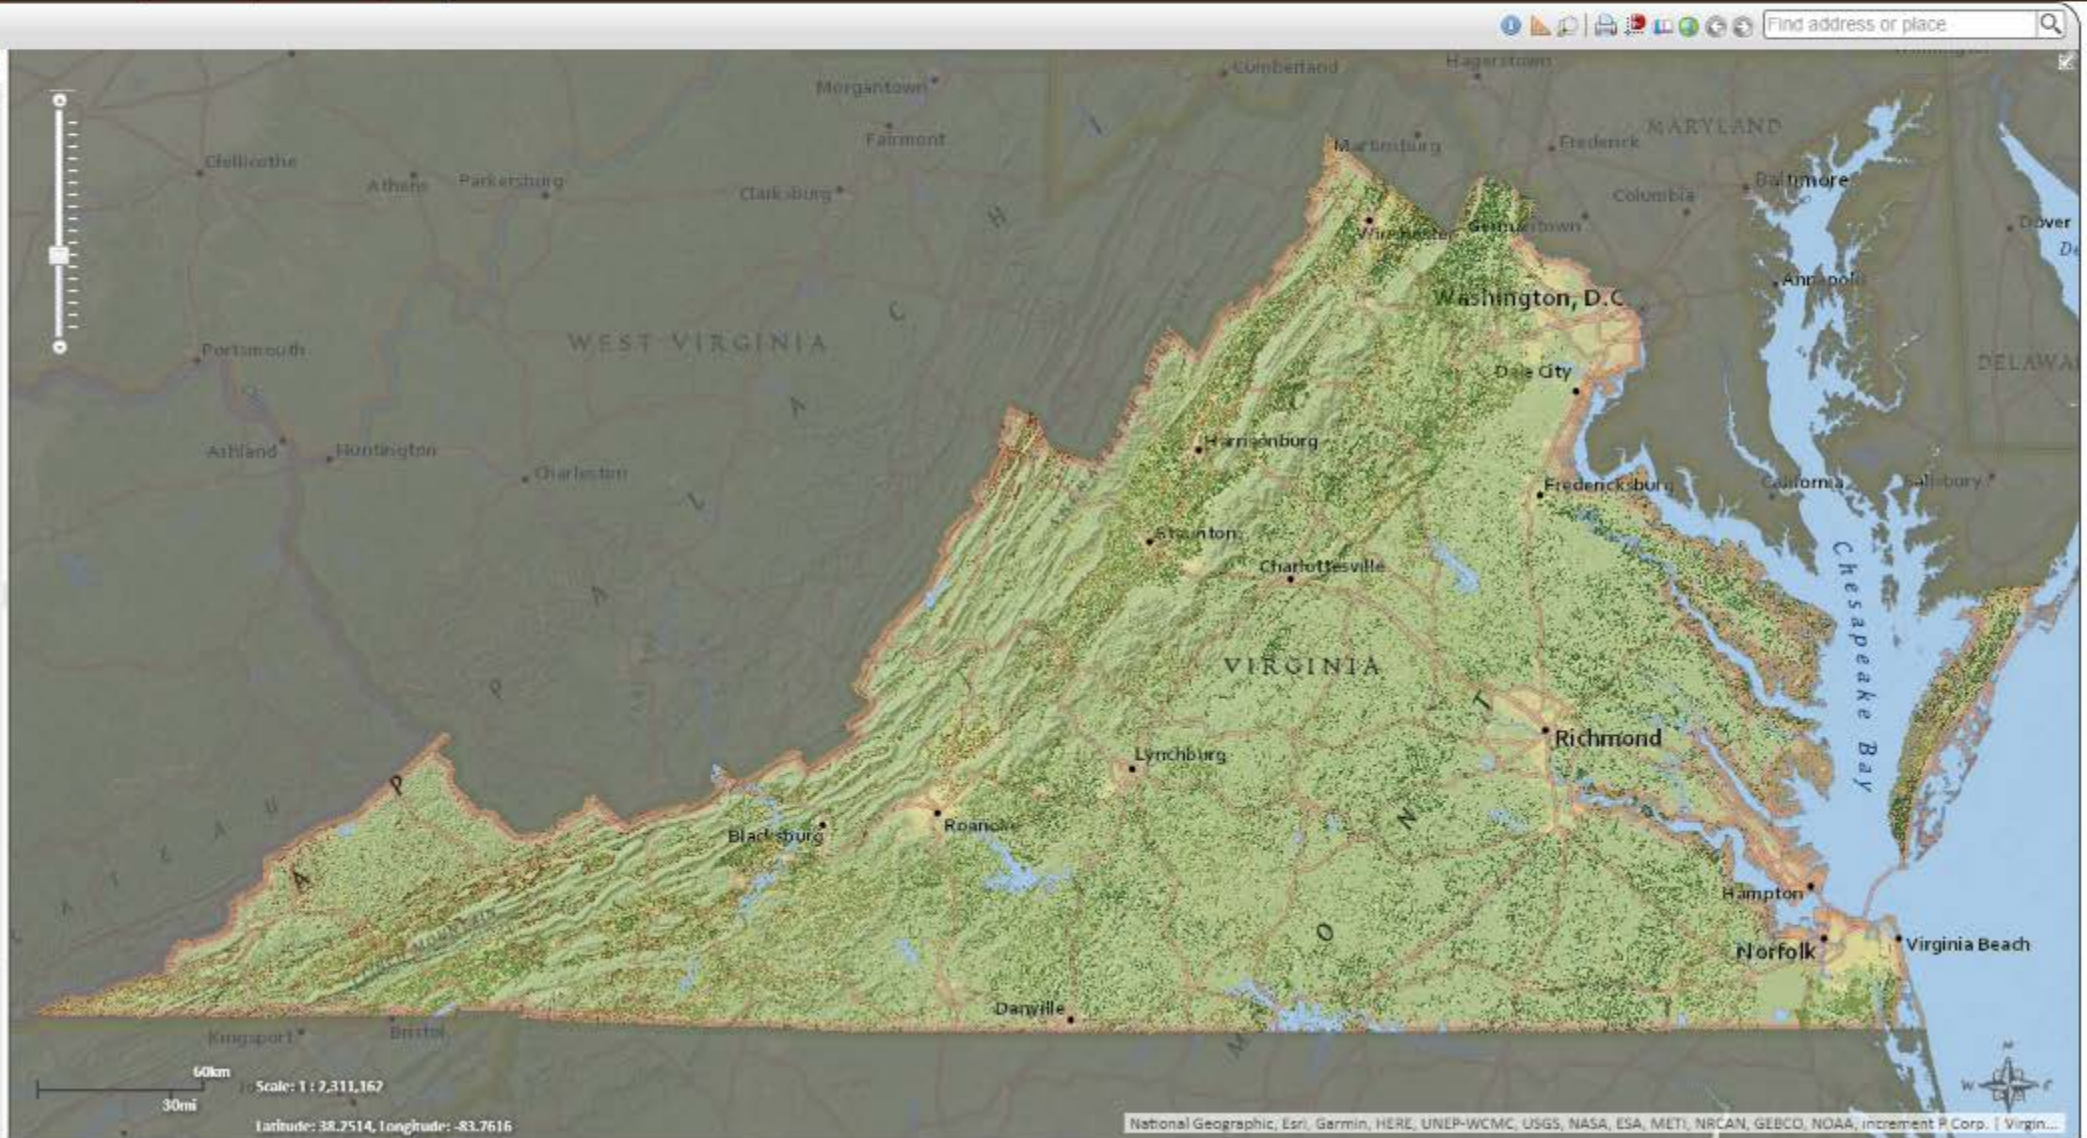 Find address or place
Cumberland
Hagerstown
Morgantown
Fairmont
Martinsburg
Frederick
MARYLAND
Chillicothe
Athens
Parkersburg
Clarksburg
Columbia
Baltimore
Winchester
Germantown
Dover
Annapolis
Washington, D.C.
WEST VIRGINIA
Portsmouth
DELAWA
Dale City
Ashland
Huntington
Charleston
Harrisonburg
Fredericksburg
California
Salisbury
Staunton
Charlottesville
Chesapeake Bay
VIRGINIA
Richmond
Lynchburg
Blacksburg
Roanoke
Hampton
Norfolk
Virginia Beach
Danville
Kingsport
Bristol
60km
30mi
Scale: 1 : 2,311,162
Latitude: 38.2514, Longitude: -83.7616
N
W
E
National Geographic, Esri, Garmin, HERE, UNEP-WCMC, USGS, NASA, ESA, METI, NRCAN, GEBCO, NOAA, increment P Corp. | Virgin...